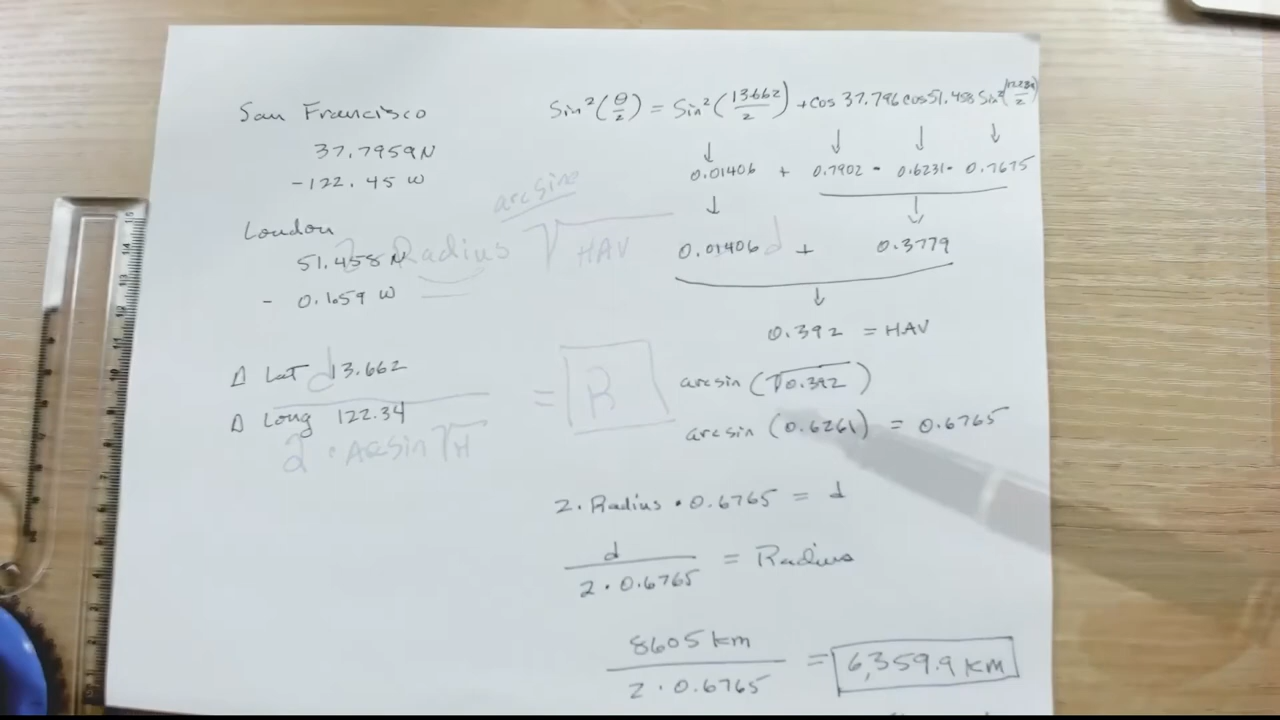 San Francisco
37.7959N
-122.45 W
London
51.458 N
- 0.1059 W
Δ Lat 13.662
Δ Long 122.34
arcsine
2 Radius √HAV
d
d
2 · Arcsin √H
= R
Sin²(θ/2) = Sin²(13.662/2) + cos 37.796 cos 51.458 Sin²(122.34/2)
↓ ↓ ↓ ↓
0.01406 + 0.7902 · 0.6231 · 0.7675
↓ ↓
0.01406 + 0.3779
↓
0.392 = HAV
arcsin (√0.392)
arcsin (0.6261) = 0.6765
2 · Radius · 0.6765 = d
d
2 · 0.6765
= Radius
8605 km
2 · 0.6765
= 6,359.9 km